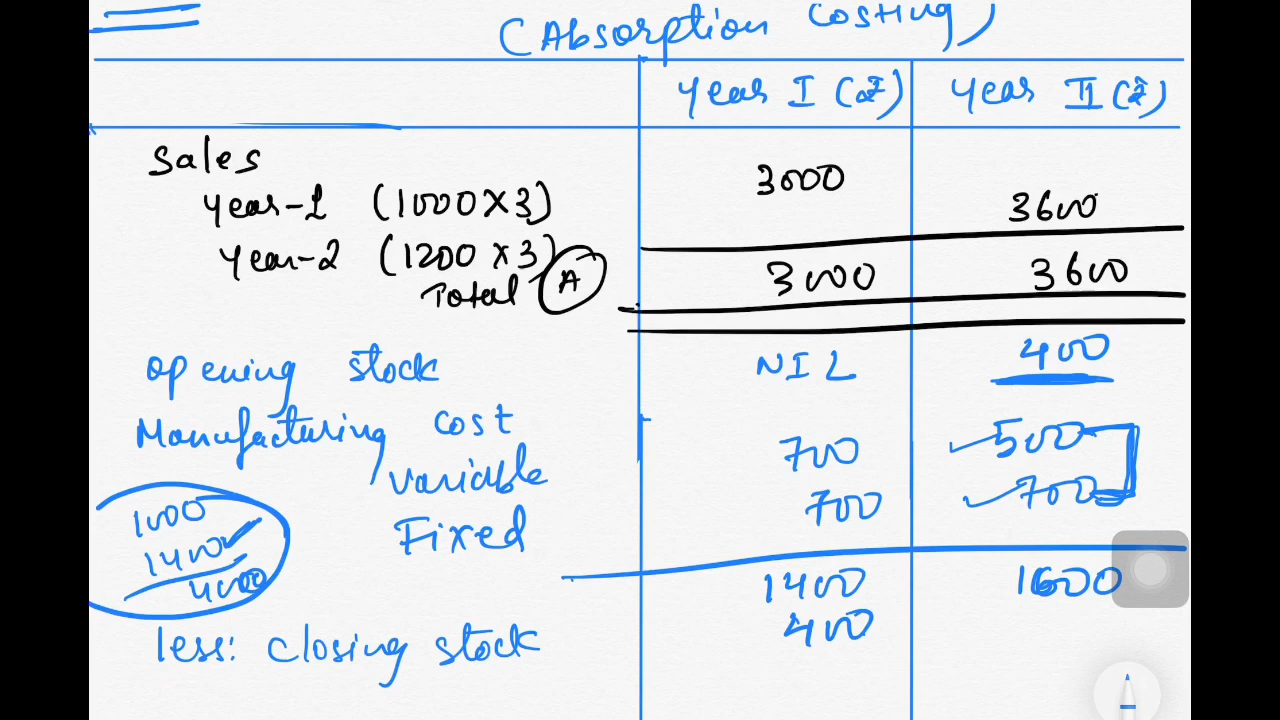 (Absorption costing)
Year I (₹) Year II (₹)
Sales
Year-1 (1000×3) 3000
Year-2 (1200×3) 3600
Total A 3000 3600
Opening stock NIL 400
Manufacturing cost
Variable 700 500
Fixed 700 700
1000
1400
400
1400 1600
less: closing stock 400